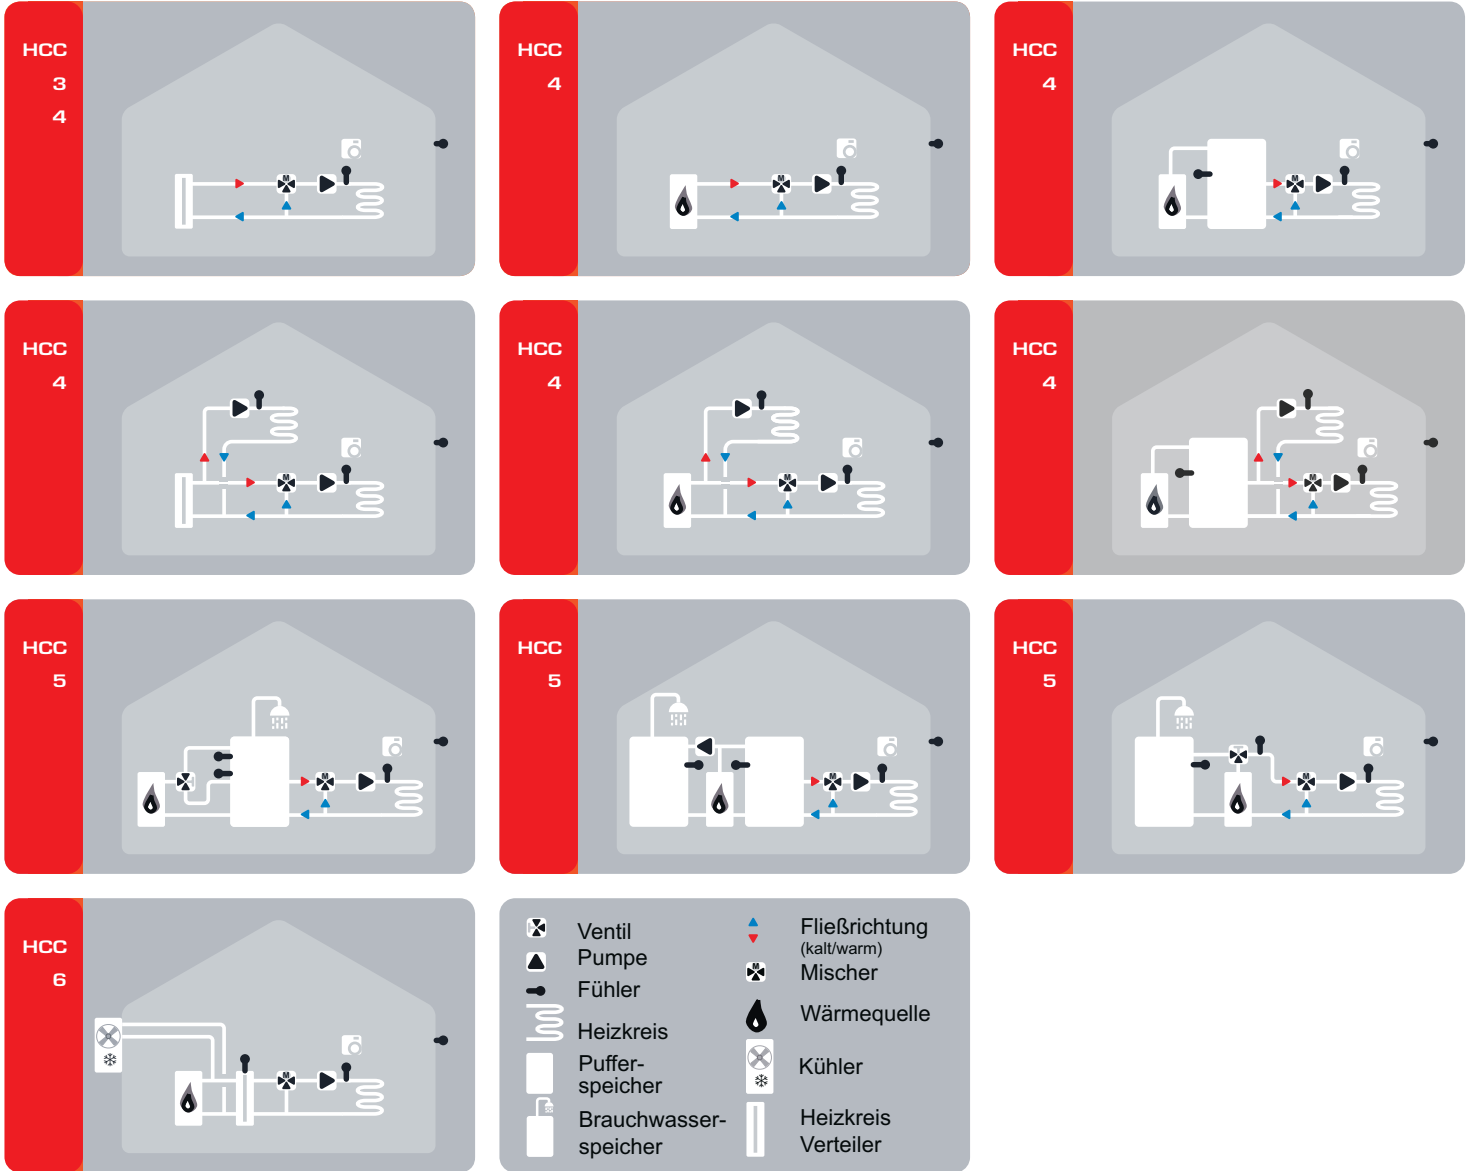 HCC
3
4
HCC
4
HCC
4
M
M
M
HCC
4
HCC
4
HCC
4
M
M
M
HCC
5
HCC
5
HCC
5
M
M
M
HCC
6
M
Ventil
Pumpe
Fühler
Heizkreis
Puffer-
speicher
Brauchwasser-
speicher
Fließrichtung
(kalt/warm)
M
Mischer
Wärmequelle
Kühler
Heizkreis
Verteiler